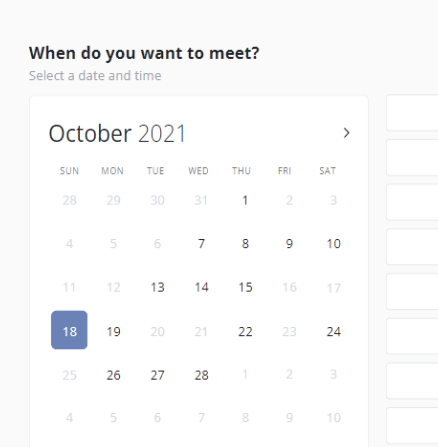 When do you want to meet?
Select a date and time
October 2021
SUN MON TUE WED THU FRI SAT
28 29 30 31 1 2 3
4 5 6 7 8 9 10
11 12 13 14 15 16 17
18 19 20 21 22 23 24
25 26 27 28 1 2 3
4 5 6 7 8 9 10